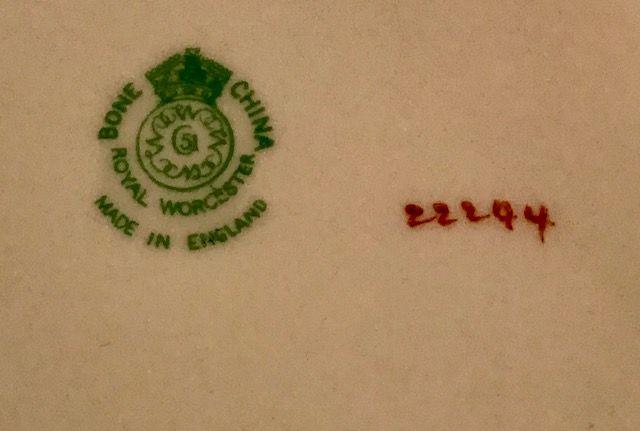 BONE CHINA
ROYAL WORCESTER
MADE IN ENGLAND
22294